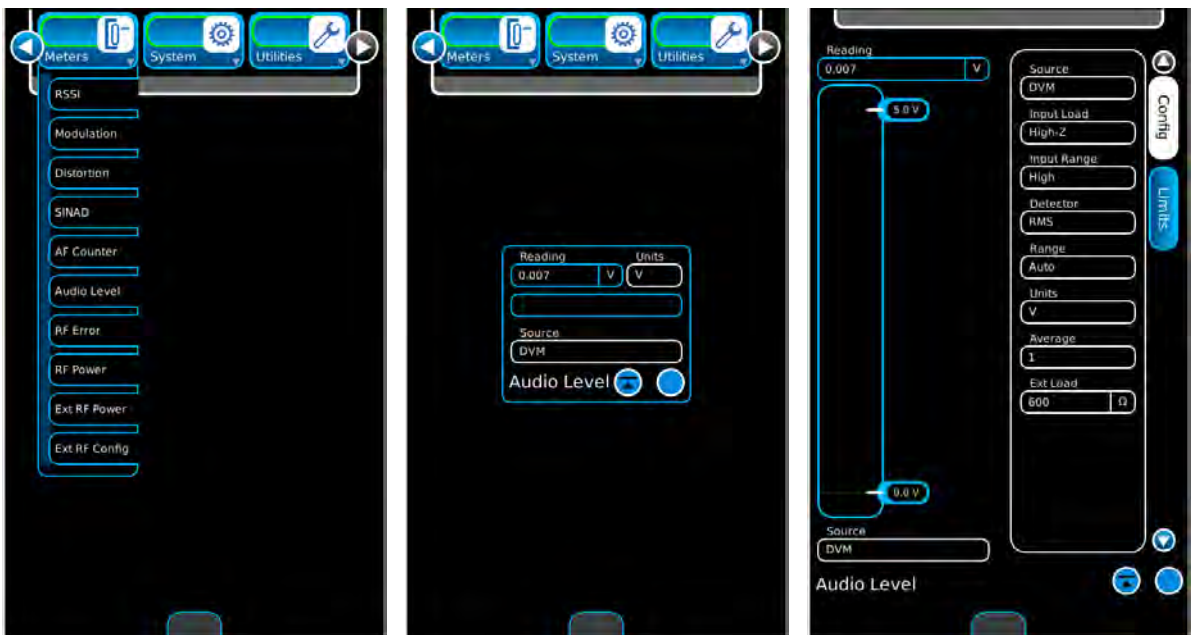 Meters System Utilities
RSSI
Modulation
Distortion
SINAD
AF Counter
Audio Level
RF Error
RF Power
Ext RF Power
Ext RF Config
Meters System Utilities
Reading Units
0.007 V V
Source
DVM
Audio Level
Reading
0.007 V
5.0 V
0.0 V
Source
DVM
Audio Level
Source
DVM
Input Load
High-Z
Input Range
High
Detector
RMS
Range
Auto
Units
V
Average
1
Ext Load
600 Ω
Config
Limits